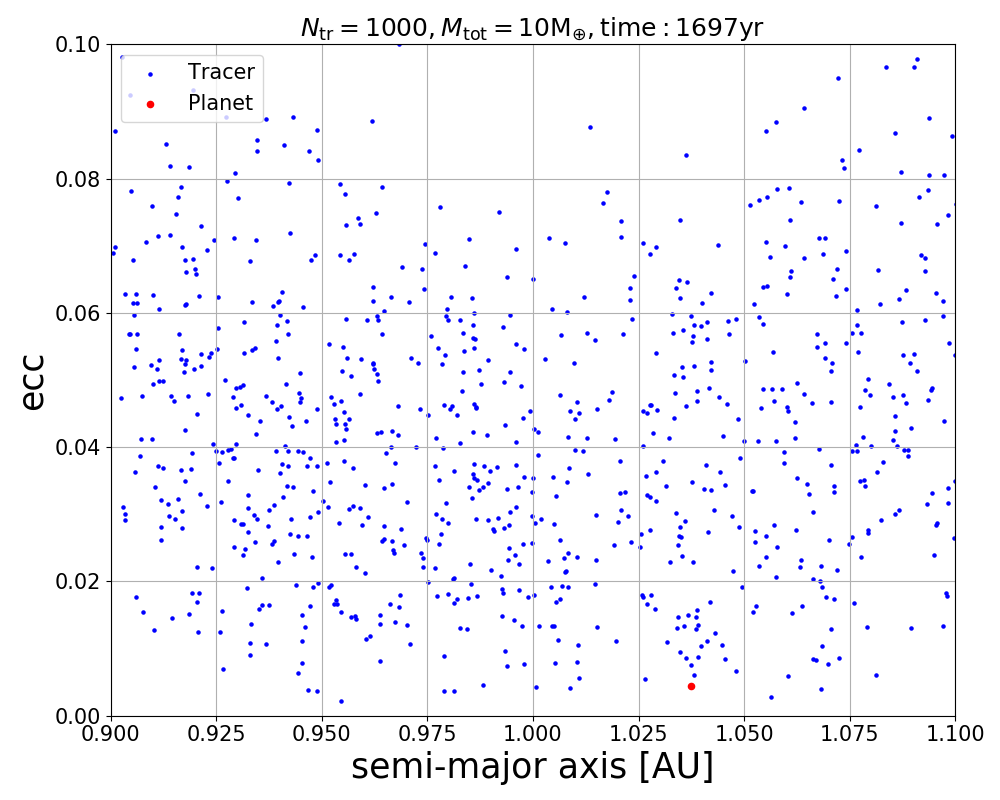 N_tr = 1000, M_tot = 10M_⊕, time : 1697yr
Tracer
Planet
ecc
0.10
0.08
0.06
0.04
0.02
0.00
0.900 0.925 0.950 0.975 1.000 1.025 1.050 1.075 1.100
semi-major axis [AU]